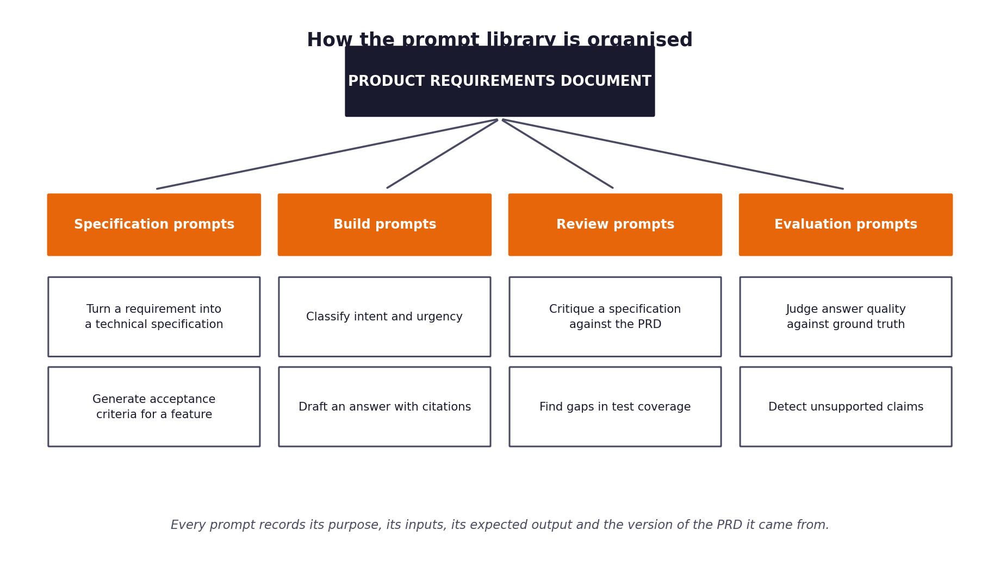 How the prompt library is organised
PRODUCT REQUIREMENTS DOCUMENT
Specification prompts
Build prompts
Review prompts
Evaluation prompts
Turn a requirement into
a technical specification
Classify intent and urgency
Critique a specification
against the PRD
Judge answer quality
against ground truth
Generate acceptance
criteria for a feature
Draft an answer with citations
Find gaps in test coverage
Detect unsupported claims
Every prompt records its purpose, its inputs, its expected output and the version of the PRD it came from.